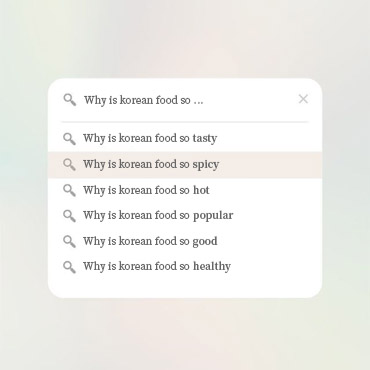 Why is korean food so ...
Why is korean food so tasty
Why is korean food so spicy
Why is korean food so hot
Why is korean food so popular
Why is korean food so good
Why is korean food so healthy